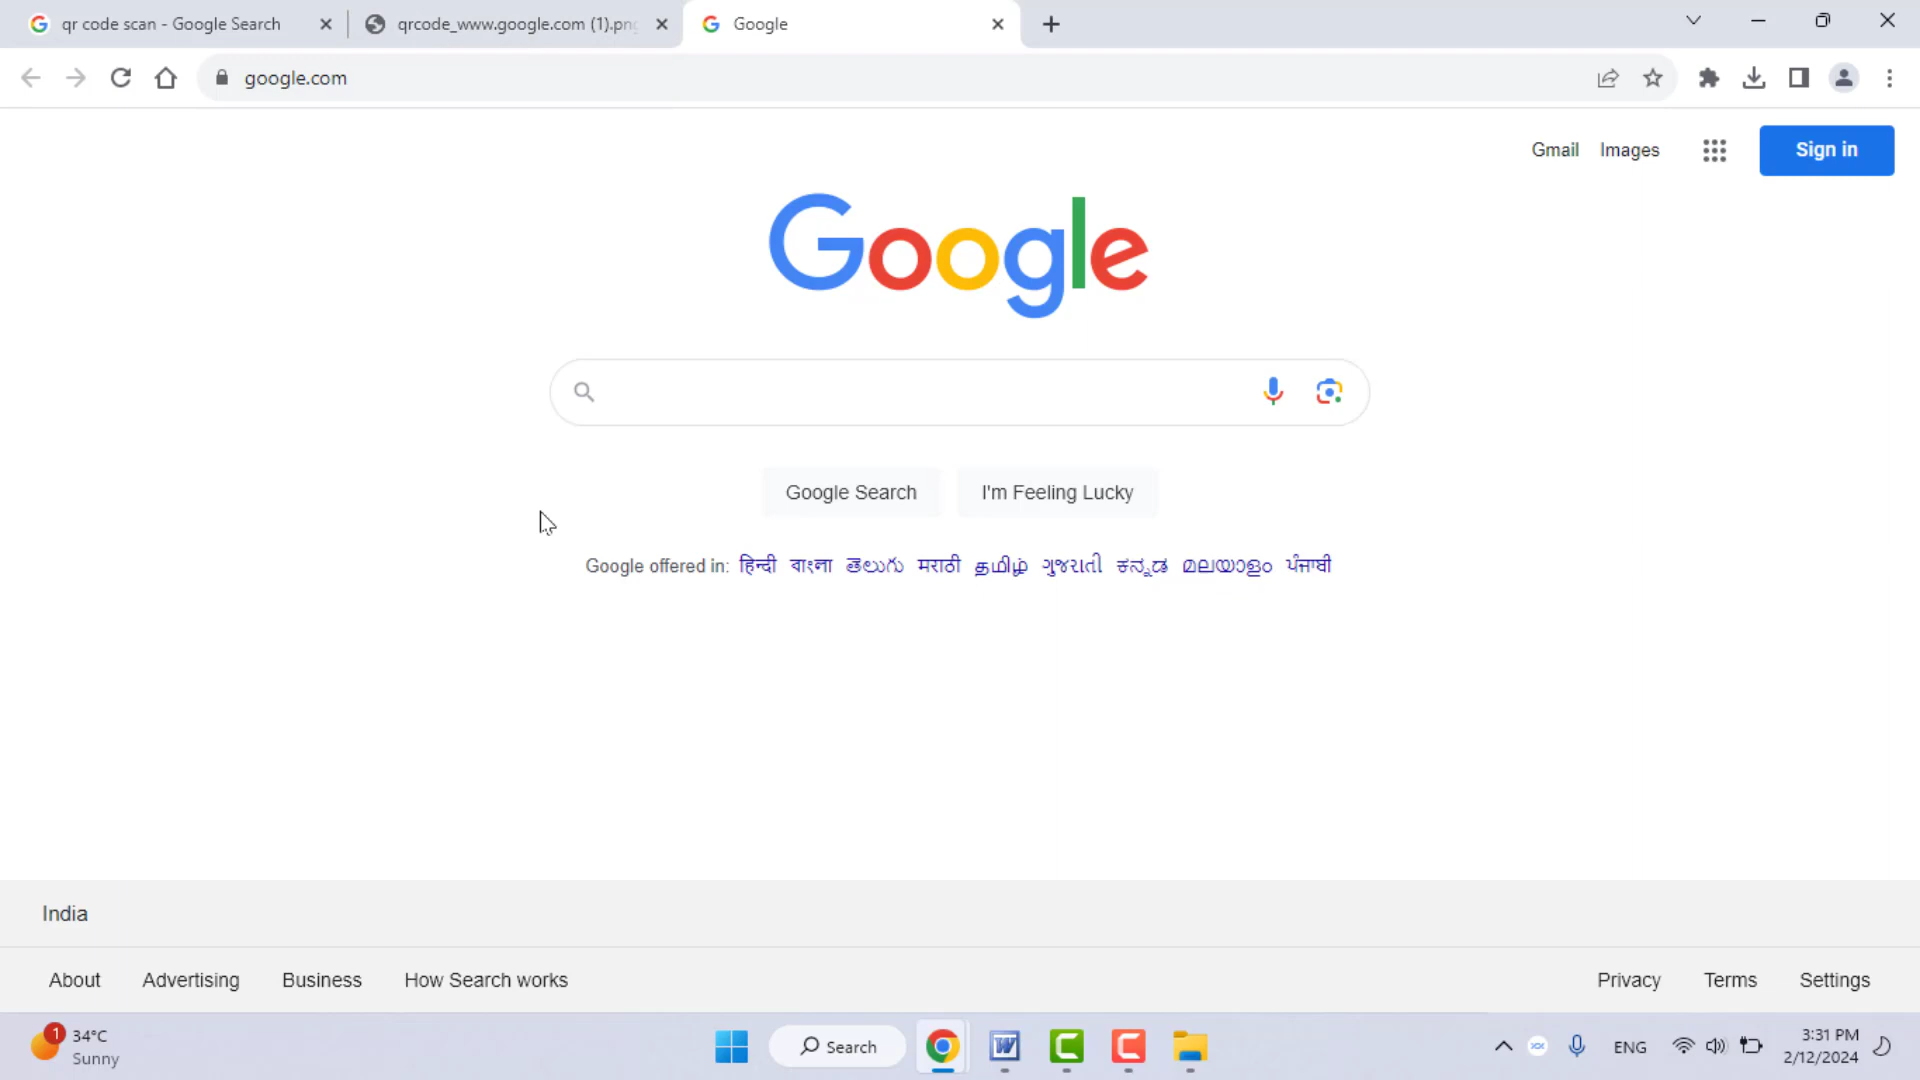 qr code scan - Google Search
qrcode_www.google.com (1).pn
Google
google.com
Gmail Images Sign in
Google
Google Search I'm Feeling Lucky
Google offered in: हिन्दी বাংলা తెలుగు मराठी தமிழ் ગુજરાતી ಕನ್ನಡ മലയാളം ਪੰਜਾਬੀ
India
About Advertising Business How Search works Privacy Terms Settings
1 34°C
Sunny
Search
ENG
3:31 PM
2/12/2024